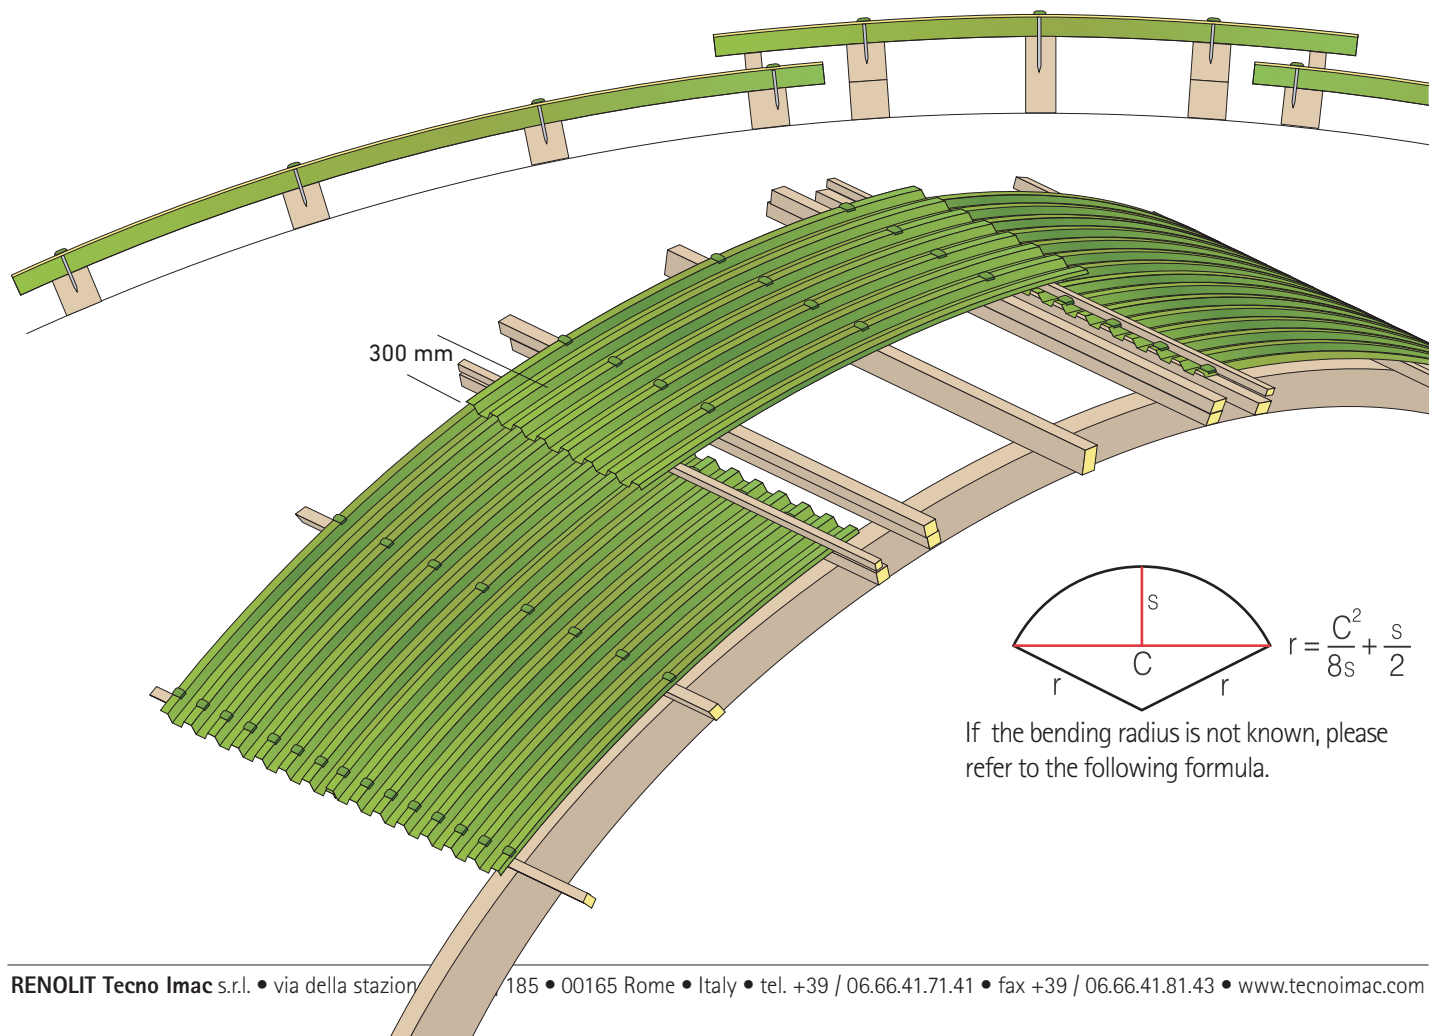 300 mm
s
C
r
r
r = C²/8s + s/2
If the bending radius is not known, please
refer to the following formula.
RENOLIT Tecno Imac s.r.l. • via della stazion 185 • 00165 Rome • Italy • tel. +39 / 06.66.41.71.41 • fax +39 / 06.66.41.81.43 • www.tecnoimac.com